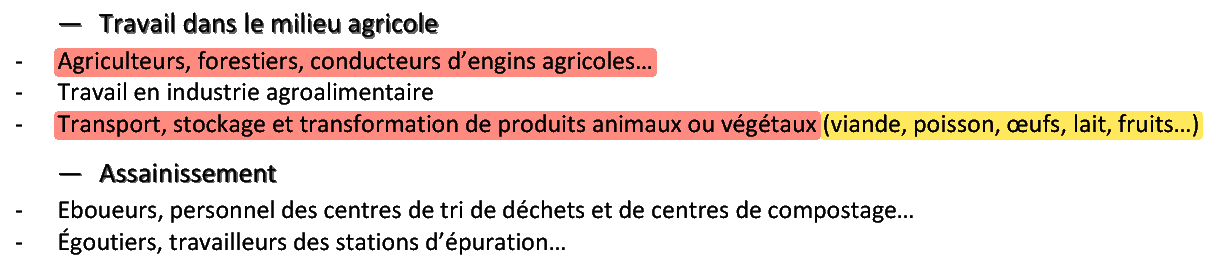 — Travail dans le milieu agricole
- Agriculteurs, forestiers, conducteurs d’engins agricoles…
- Travail en industrie agroalimentaire
- Transport, stockage et transformation de produits animaux ou végétaux (viande, poisson, œufs, lait, fruits…)
— Assainissement
- Eboueurs, personnel des centres de tri de déchets et de centres de compostage…
- Égoutiers, travailleurs des stations d’épuration…